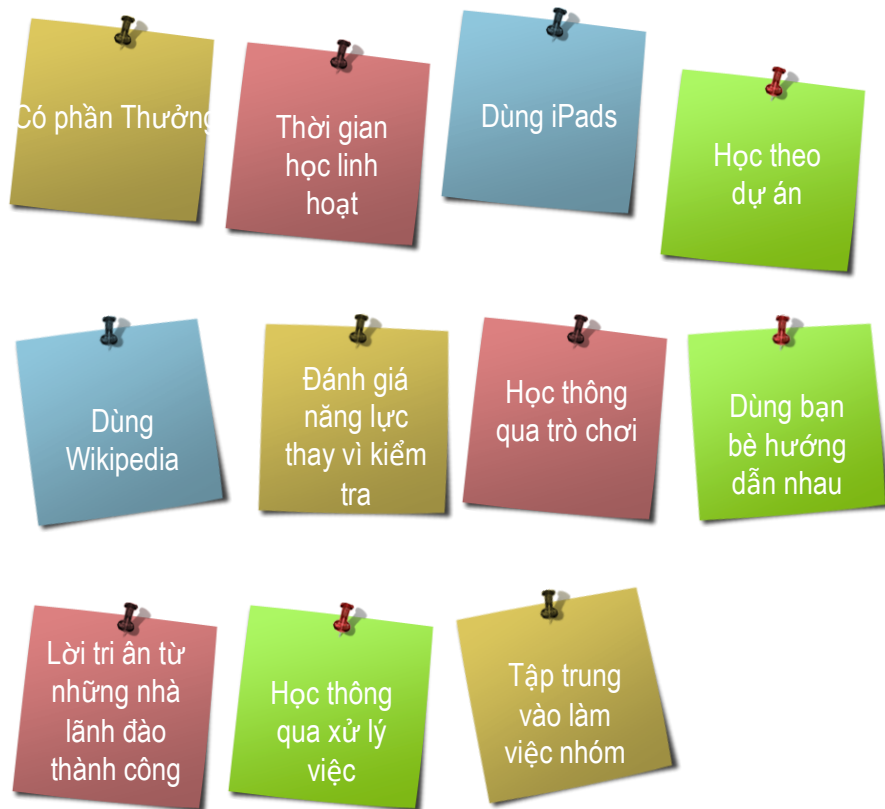 Có phần Thưởng
Thời gian
học linh
hoạt
Dùng iPads
Học theo
dự án
Dùng
Wikipedia
Đánh giá
năng lực
thay vì kiểm
tra
Học thông
qua trò chơi
Dùng bạn
bè hướng
dẫn nhau
Lời tri ân từ
những nhà
lãnh đào
thành công
Học thông
qua xử lý
việc
Tập trung
vào làm
việc nhóm